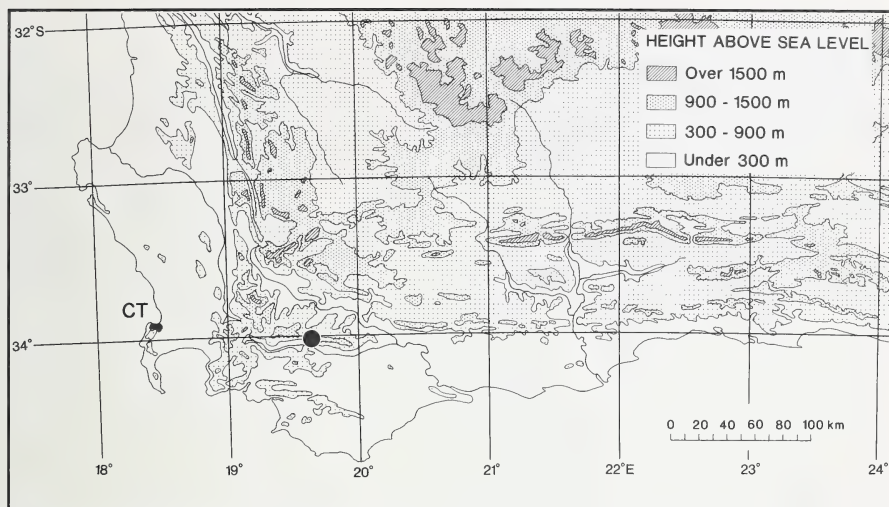 32°S
HEIGHT ABOVE SEA LEVEL
Over 1500 m
900 - 1500 m
300 - 900 m
Under 300 m
33°
CT
34°
0 20 40 60 80 100 km
18° 19° 20° 21° 22°E 23° 24°